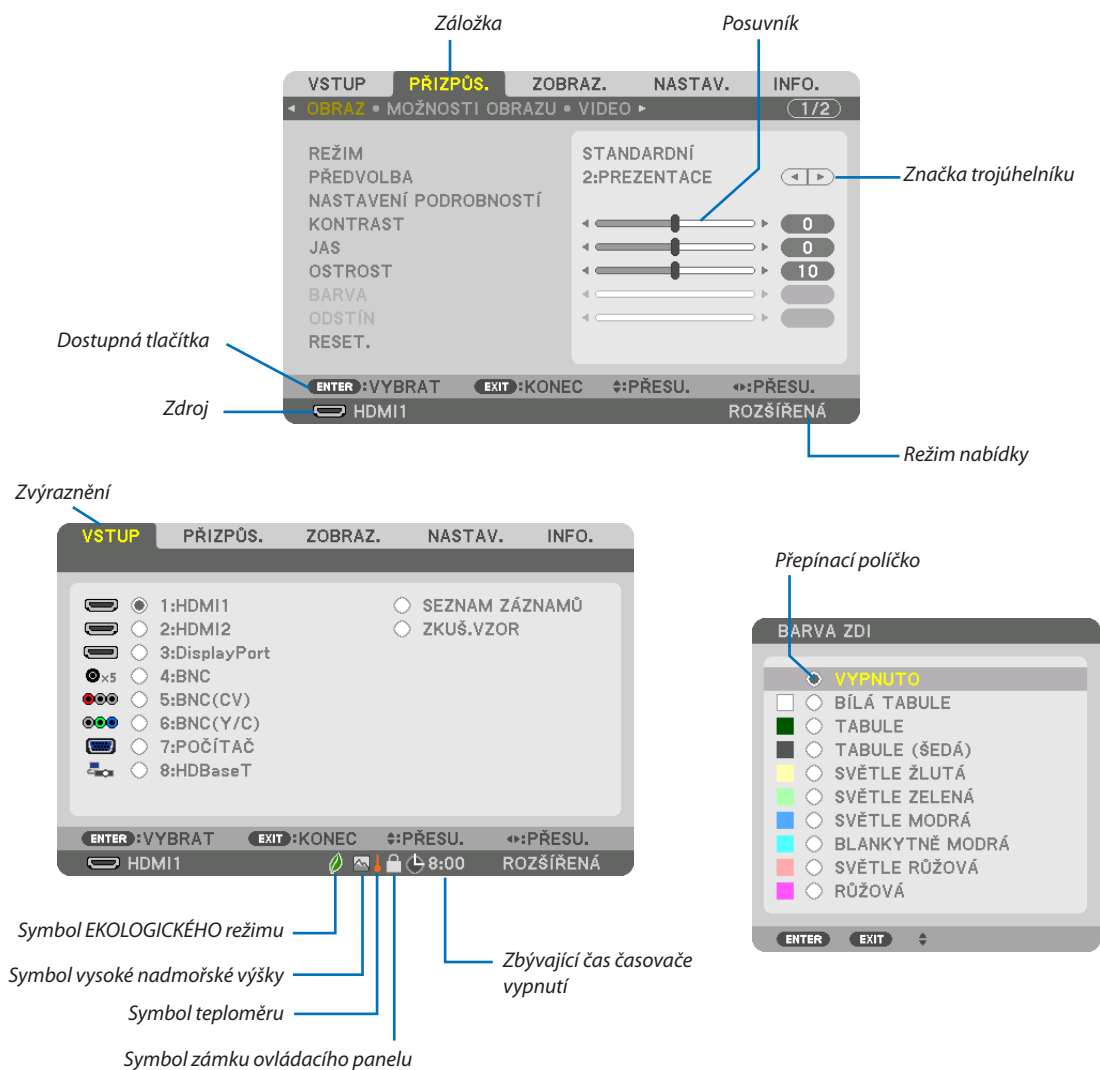 Záložka
Posuvník
VSTUP PŘIZPŮS. ZOBRAZ. NASTAV. INFO.
OBRAZ • MOŽNOSTI OBRAZU • VIDEO 1/2
REŽIM STANDARDNÍ
PŘEDVOLBA 2:PREZENTACE
Značka trojúhelníku
NASTAVENÍ PODROBNOSTÍ
KONTRAST 0
JAS 0
OSTROST 10
BARVA
ODSTÍN
RESET.
Dostupná tlačítka
ENTER :VYBRAT EXIT :KONEC :PŘESU. :PŘESU.
Zdroj
HDMI1 ROZŠÍŘENÁ
Režim nabídky
Zvýraznění
VSTUP PŘIZPŮS. ZOBRAZ. NASTAV. INFO.
1:HDMI1 SEZNAM ZÁZNAMŮ
2:HDMI2 ZKUŠ.VZOR
3:DisplayPort
×5 4:BNC
5:BNC(CV)
6:BNC(Y/C)
7:POČÍTAČ
8:HDBaseT
ENTER :VYBRAT EXIT :KONEC :PŘESU. :PŘESU.
HDMI1 8:00 ROZŠÍŘENÁ
Symbol EKOLOGICKÉHO režimu
Symbol vysoké nadmořské výšky
Symbol teploměru
Symbol zámku ovládacího panelu
Zbývající čas časovače
vypnutí
Přepínací políčko
BARVA ZDI
VYPNUTO
BÍLÁ TABULE
TABULE
TABULE (ŠEDÁ)
SVĚTLE ŽLUTÁ
SVĚTLE ZELENÁ
SVĚTLE MODRÁ
BLANKYTNĚ MODRÁ
SVĚTLE RŮŽOVÁ
RŮŽOVÁ
ENTER EXIT